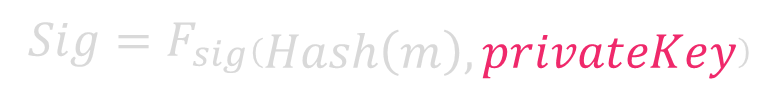 Sig = F_sig(Hash(m), privateKey)